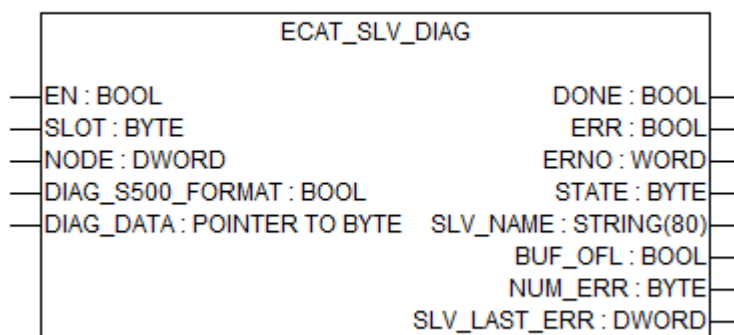 ECAT_SLV_DIAG
EN : BOOL DONE : BOOL
SLOT : BYTE ERR : BOOL
NODE : DWORD ERNO : WORD
DIAG_S500_FORMAT : BOOL STATE : BYTE
DIAG_DATA : POINTER TO BYTE SLV_NAME : STRING(80)
BUF_OFL : BOOL
NUM_ERR : BYTE
SLV_LAST_ERR : DWORD